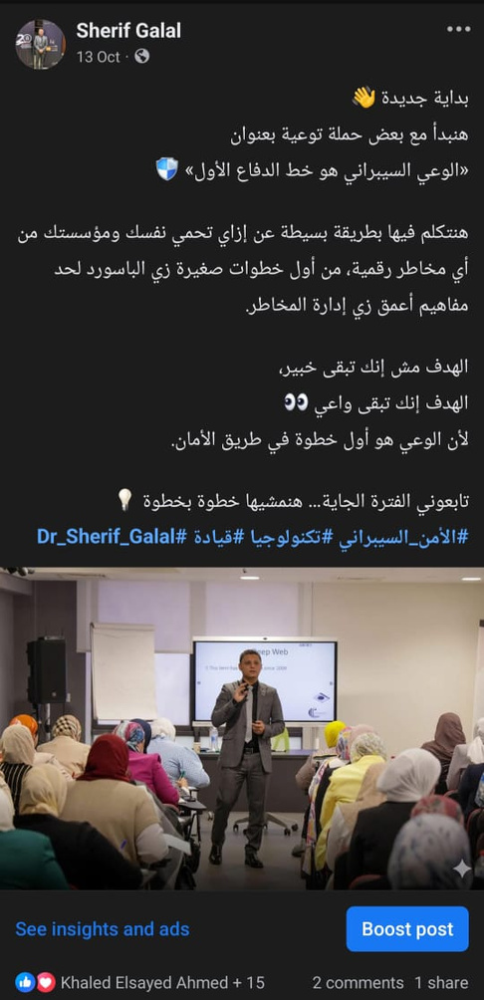 Sherif Galal
13 Oct
بداية جديدة 👋
هنبدأ مع بعض حملة توعية بعنوان
«الوعي السيبراني هو خط الدفاع الأول» 🛡️
هنتكلم فيها بطريقة بسيطة عن إزاي تحمي نفسك ومؤسستك من
أي مخاطر رقمية، من أول خطوات صغيرة زي الباسورد لحد
مفاهيم أعمق زي إدارة المخاطر.
الهدف مش إنك تبقى خبير،
الهدف إنك تبقى واعي 👀
لأن الوعي هو أول خطوة في طريق الأمان.
تابعوني الفترة الجاية... هنمشيها خطوة بخطوة 💡
#الأمن_السيبراني #تكنولوجيا #قيادة #Dr_Sherif_Galal
Web
See insights and ads
Boost post
Khaled Elsayed Ahmed + 15
2 comments 1 share